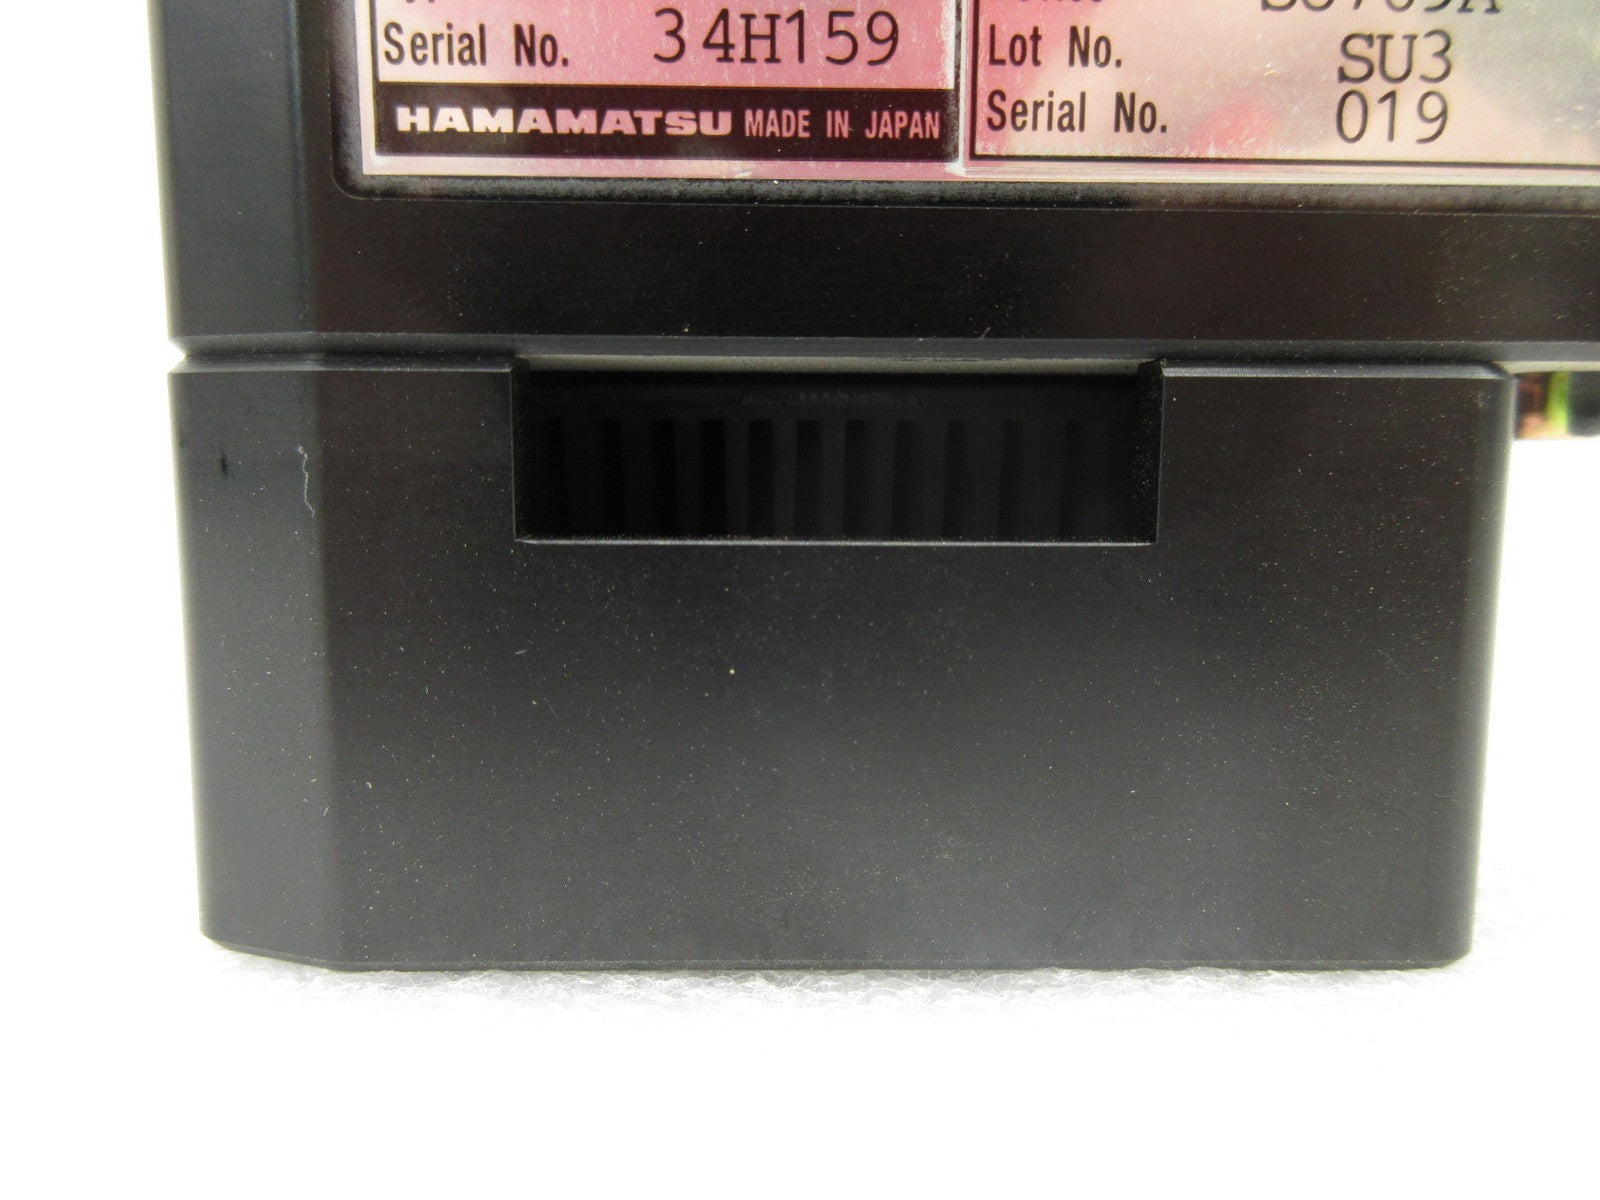 Serial No. 34H159
HAMAMATSU MADE IN JAPAN
Lot No. SU3
Serial No. 019